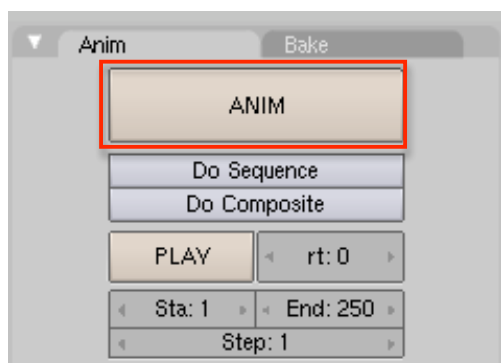 Anim Bake
ANIM
Do Sequence
Do Composite
PLAY rt: 0
Sta: 1 End: 250
Step: 1